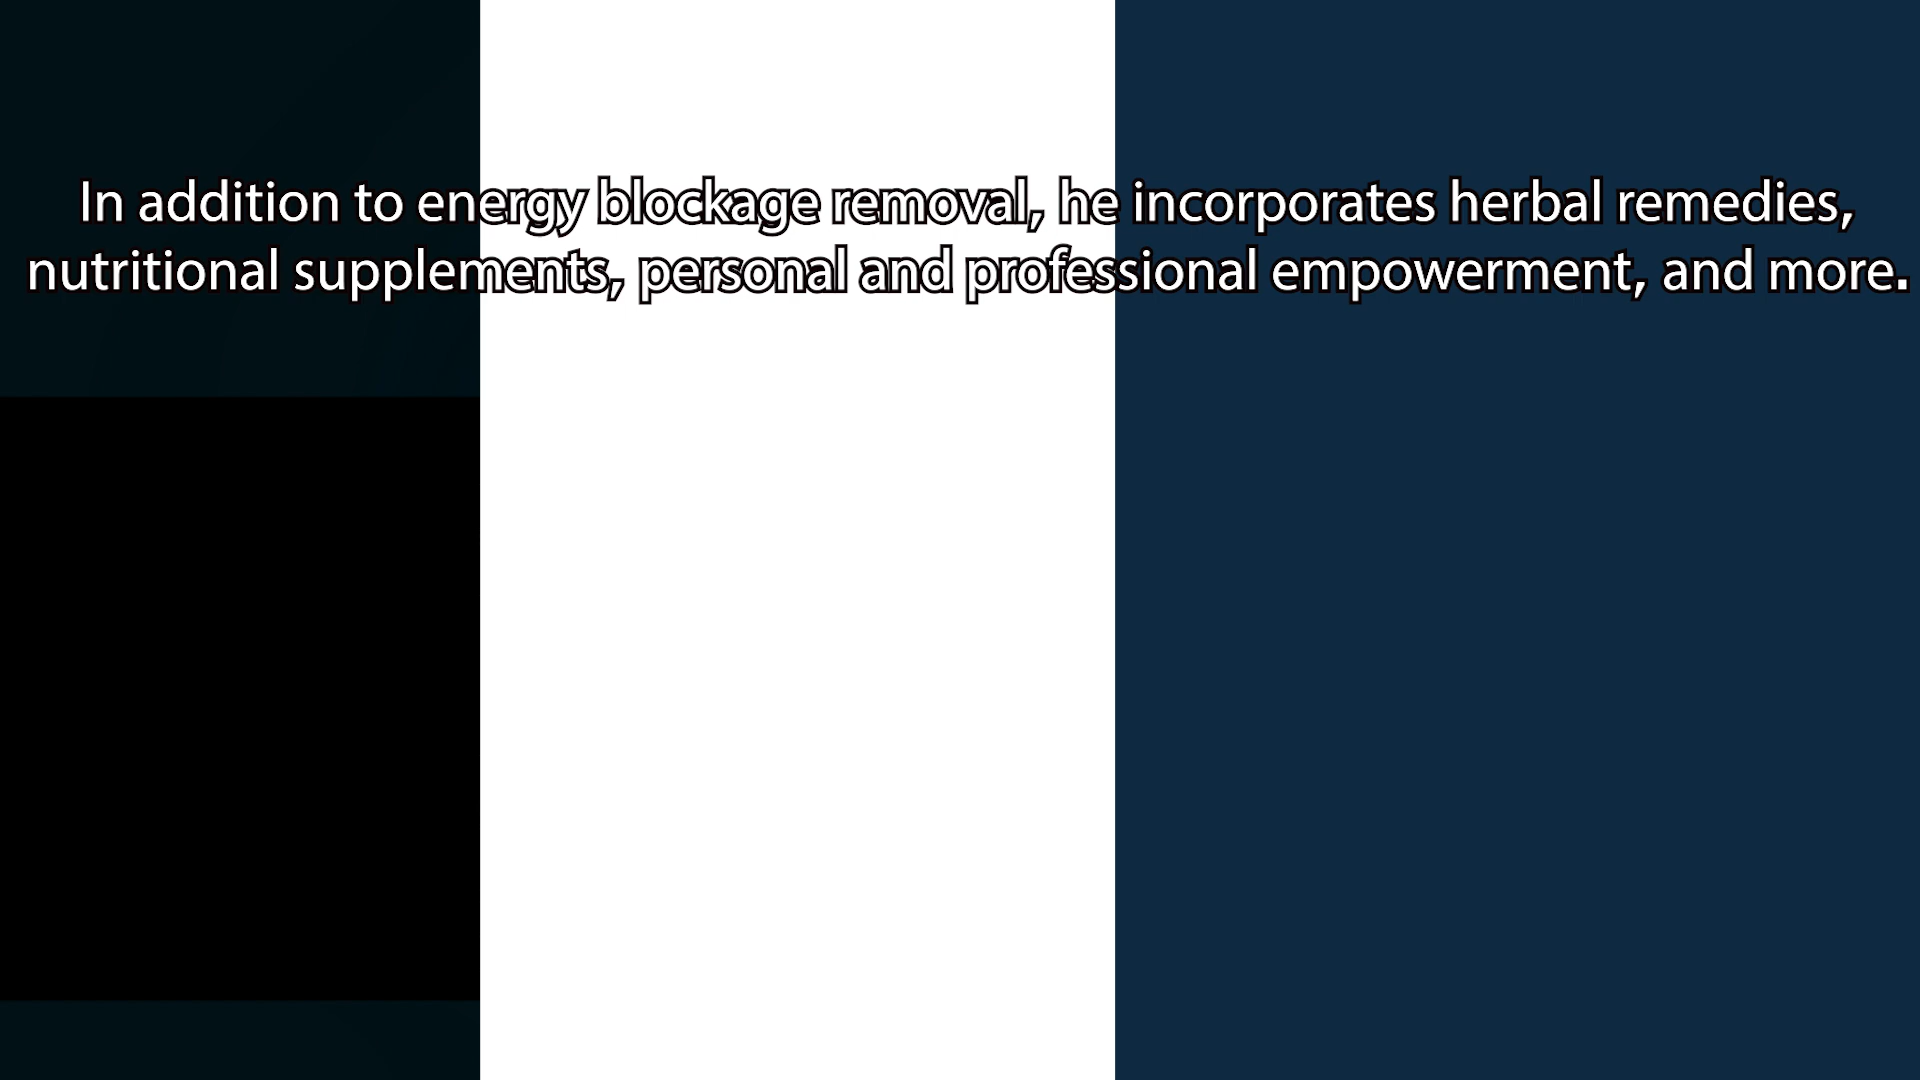 In addition to energy blockage removal, he incorporates herbal remedies,
nutritional supplements, personal and professional empowerment, and more.